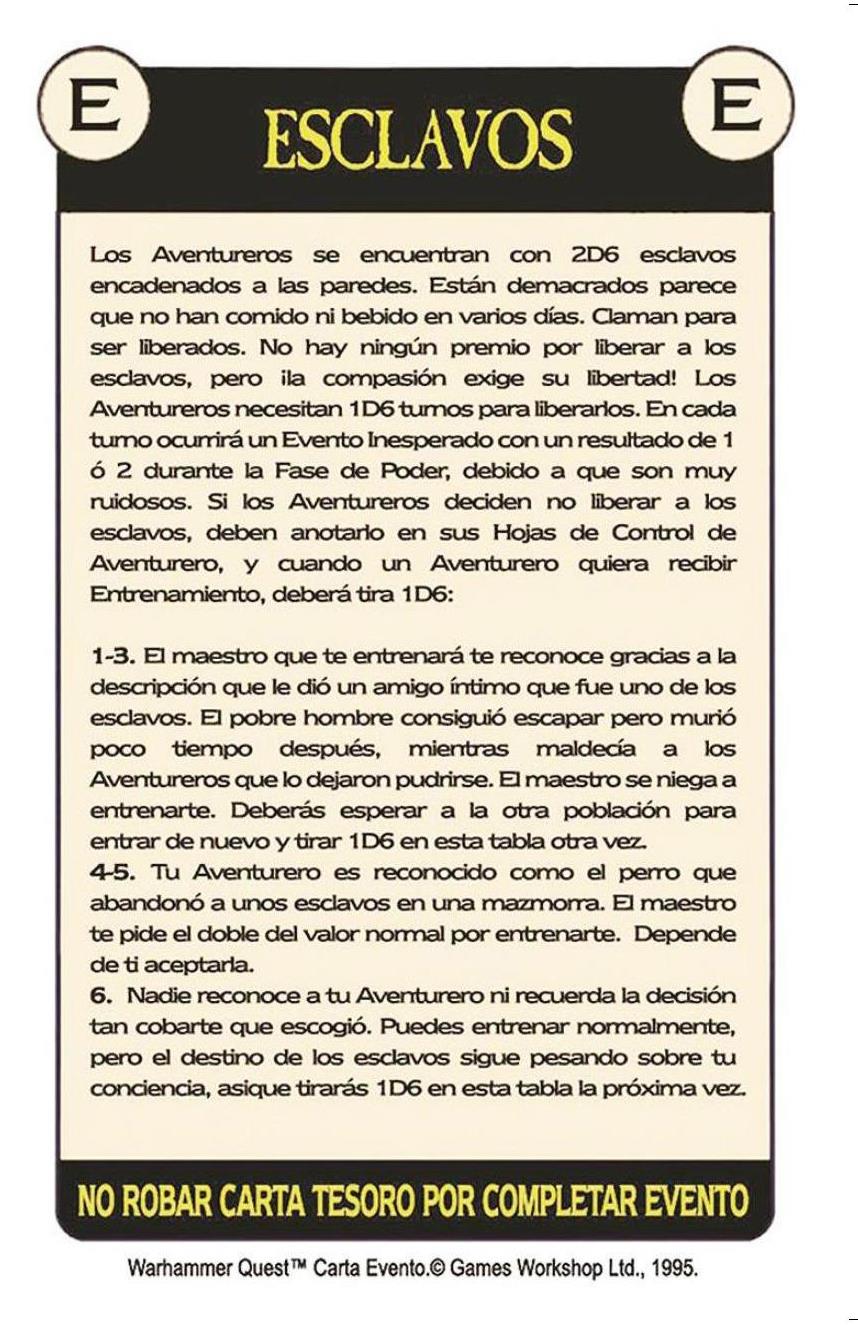 E E
ESCLAVOS
Los Aventureros se encuentran con 2D6 esclavos
encadenados a las paredes. Están demacrados parece
que no han comido ni bebido en varios días. Claman para
ser liberados. No hay ningún premio por liberar a los
esclavos, pero ¡la compasión exige su libertad! Los
Aventureros necesitan 1D6 turnos para liberarlos. En cada
turno ocurrirá un Evento Inesperado con un resultado de 1
ó 2 durante la Fase de Poder, debido a que son muy
ruidosos. Si los Aventureros deciden no liberar a los
esclavos, deben anotarlo en sus Hojas de Control de
Aventurero, y cuando un Aventurero quiera recibir
Entrenamiento, deberá tira 1D6:
1-3. El maestro que te entrenará te reconoce gracias a la
descripción que le dió un amigo íntimo que fue uno de los
esclavos. El pobre hombre consiguió escapar pero murió
poco tiempo después, mientras maldecía a los
Aventureros que lo dejaron pudrirse. El maestro se niega a
entrenarte. Deberás esperar a la otra población para
entrar de nuevo y tirar 1D6 en esta tabla otra vez.
4-5. Tu Aventurero es reconocido como el perro que
abandonó a unos esclavos en una mazmorra. El maestro
te pide el doble del valor normal por entrenarte. Depende
de ti aceptarla.
6. Nadie reconoce a tu Aventurero ni recuerda la decisión
tan cobarte que escogió. Puedes entrenar normalmente,
pero el destino de los esclavos sigue pesando sobre tu
conciencia, asique tirarás 1D6 en esta tabla la próxima vez.
NO ROBAR CARTA TESORO POR COMPLETAR EVENTO
Warhammer Quest™ Carta Evento.© Games Workshop Ltd., 1995.